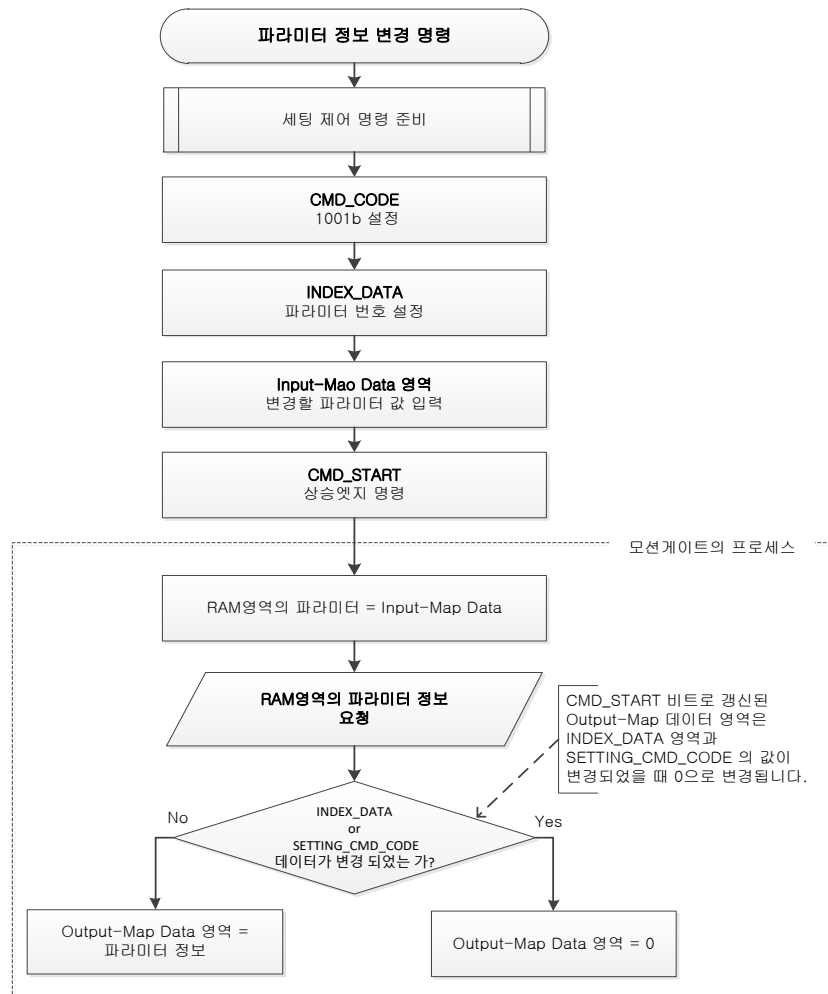 파라미터 정보 변경 명령
세팅 제어 명령 준비
CMD_CODE
1001b 설정
INDEX_DATA
파라미터 번호 설정
Input-Mao Data 영역
변경할 파라미터 값 입력
CMD_START
상승엣지 명령
모션게이트의 프로세스
RAM영역의 파라미터 = Input-Map Data
RAM영역의 파라미터 정보
요청
CMD_START 비트로 갱신된
Output-Map 데이터 영역은
INDEX_DATA 영역과
SETTING_CMD_CODE 의 값이
변경되었을 때 0으로 변경됩니다.
No
INDEX_DATA
or
SETTING_CMD_CODE
데이터가 변경 되었는 가?
Yes
Output-Map Data 영역 =
파라미터 정보
Output-Map Data 영역 = 0